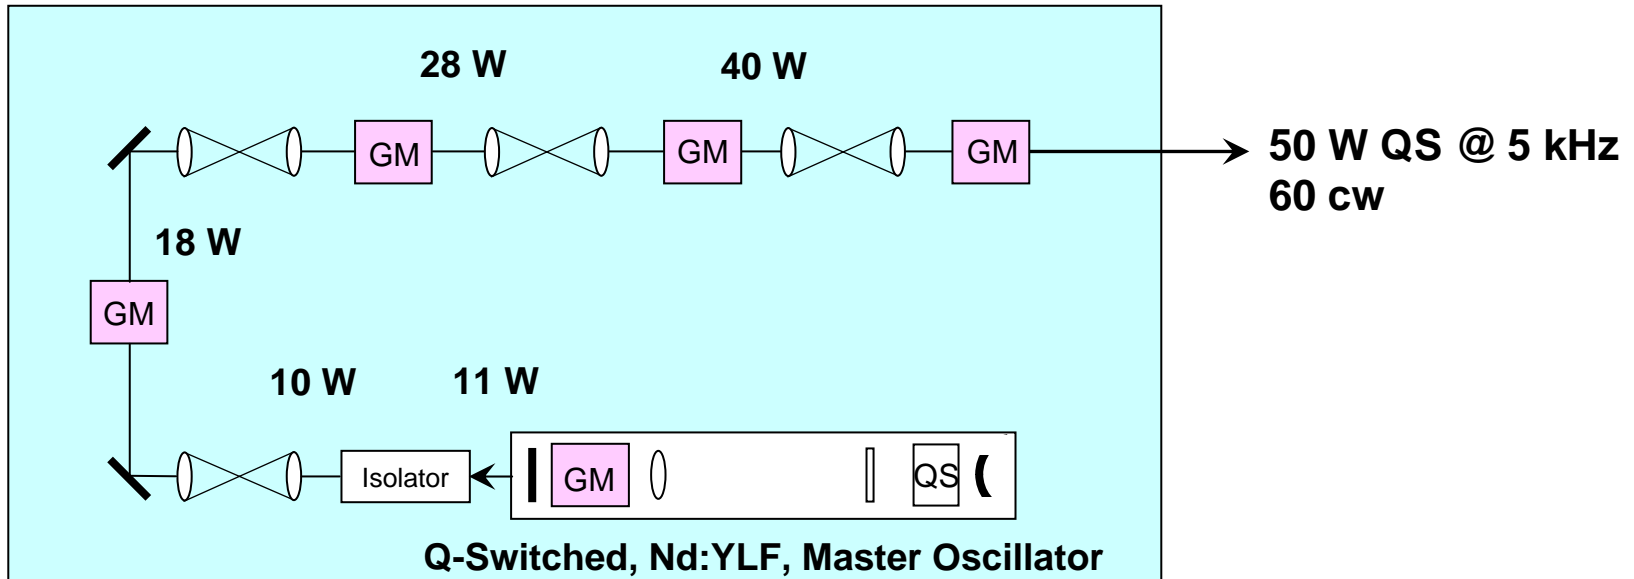 28 W
40 W
GM
GM
GM
50 W QS @ 5 kHz
60 cw
18 W
GM
10 W
11 W
Isolator
GM
QS
Q-Switched, Nd:YLF, Master Oscillator